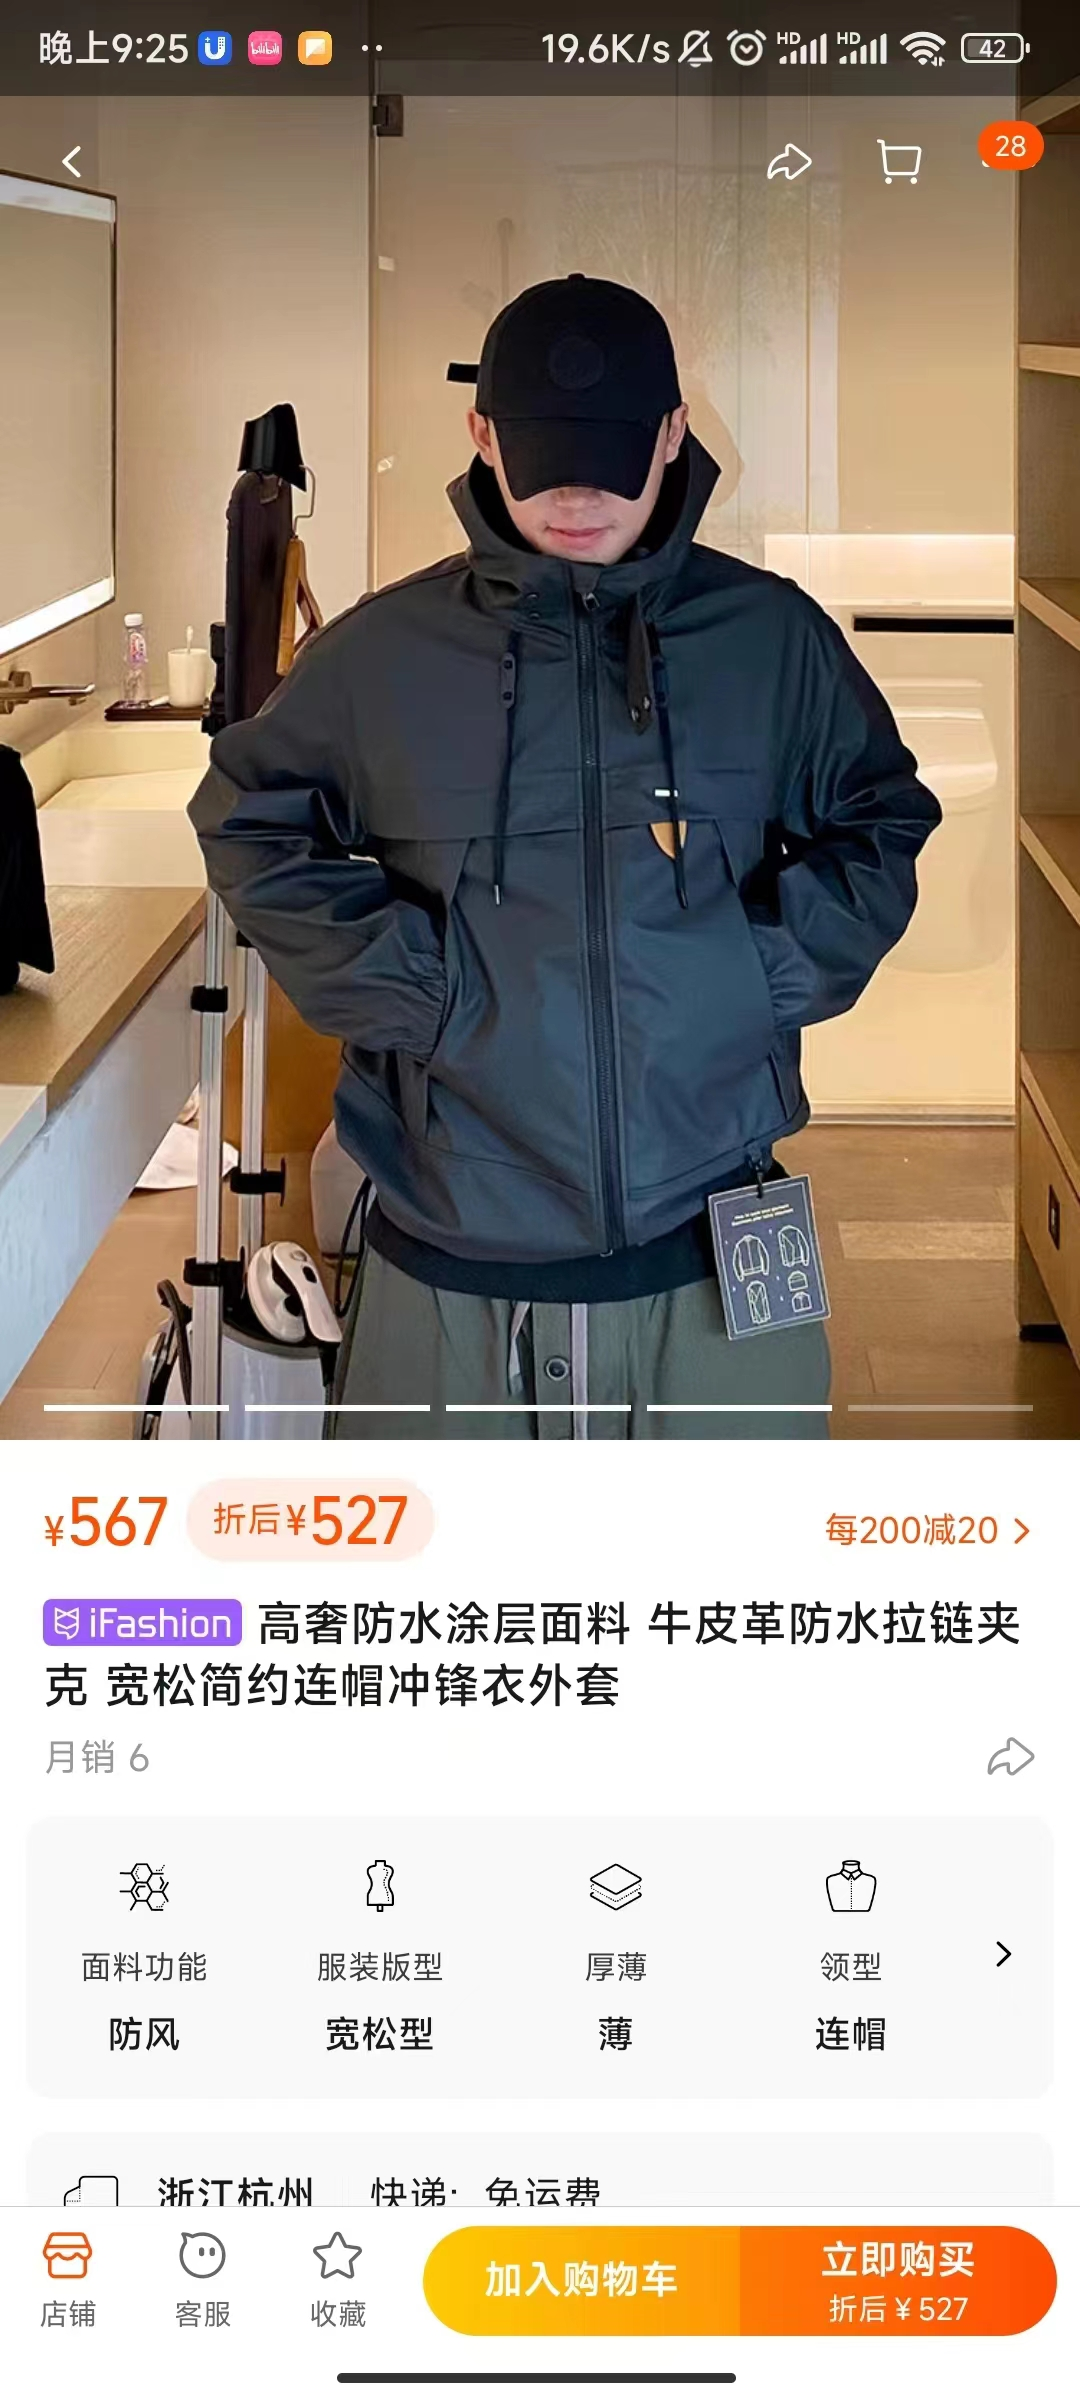 晚上9:25
bilibili
19.6K/s
HD
HD
42
28
¥567
折后¥527
每200减20
iFashion 高奢防水涂层面料 牛皮革防水拉链夹
克 宽松简约连帽冲锋衣外套
月销 6
面料功能
服装版型
厚薄
领型
防风
宽松型
薄
连帽
浙江杭州
快递: 免运费
店铺
客服
收藏
加入购物车
立即购买
折后¥527